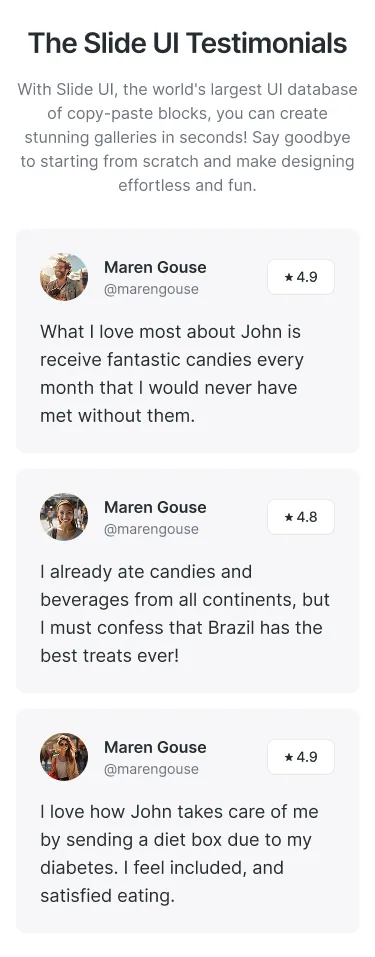 The Slide UI Testimonials
With Slide UI, the world's largest UI database
of copy-paste blocks, you can create
stunning galleries in seconds! Say goodbye
to starting from scratch and make designing
effortless and fun.
Maren Gouse
@marengouse
★ 4.9
What I love most about John is
receive fantastic candies every
month that I would never have
met without them.
Maren Gouse
@marengouse
★ 4.8
I already ate candies and
beverages from all continents, but
I must confess that Brazil has the
best treats ever!
Maren Gouse
@marengouse
★ 4.9
I love how John takes care of me
by sending a diet box due to my
diabetes. I feel included, and
satisfied eating.